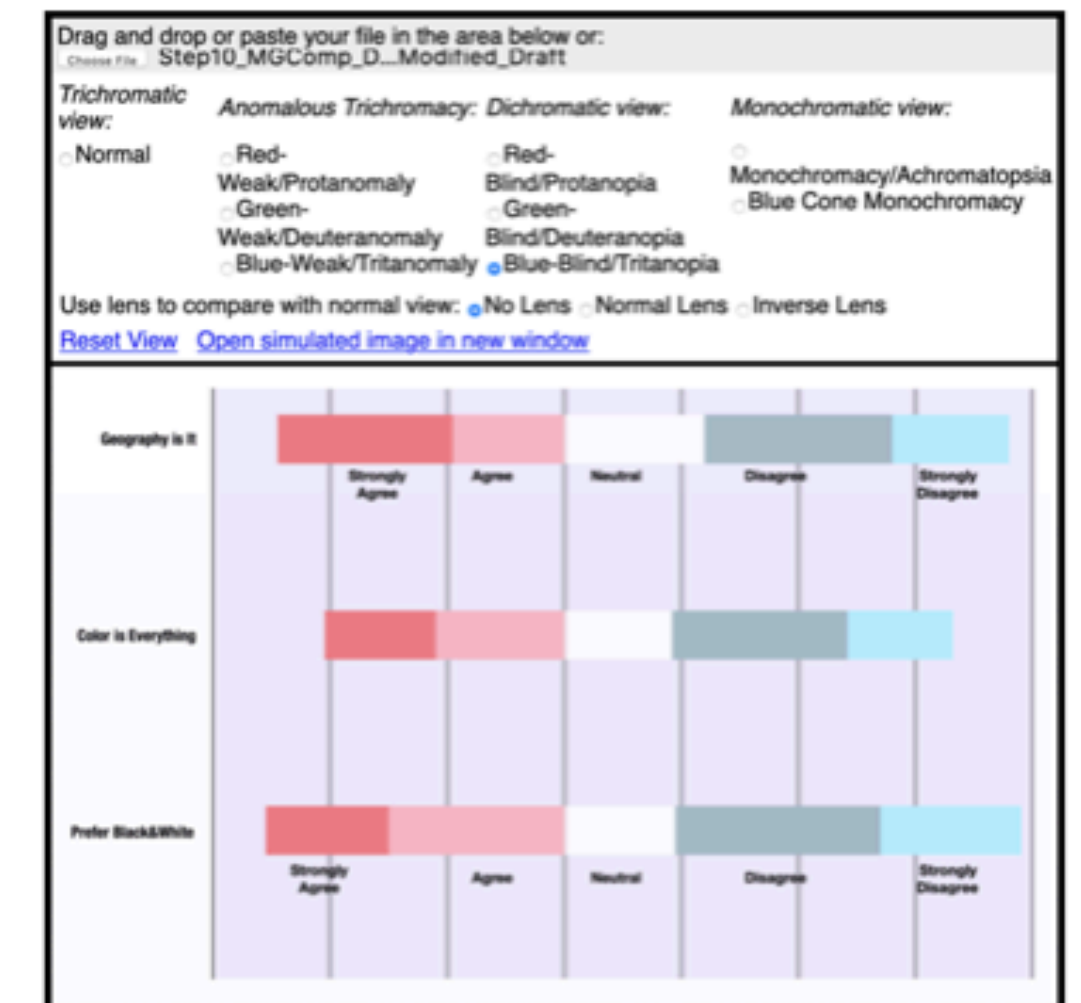 Drag and drop or paste your file in the area below or:
Choose File Step10_MGComp_D...Modified_Draft
Trichromatic view:
Normal
Anomalous Trichromacy:
Red-
Weak/Protanomaly
Green-
Weak/Deuteranomaly
Blue-Weak/Tritanomaly
Dichromatic view:
Red-
Blind/Protanopia
Green-
Blind/Deuteranopia
Blue-Blind/Tritanopia
Monochromatic view:
Monochromacy/Achromatopsia
Blue Cone Monochromacy
Use lens to compare with normal view: No Lens Normal Lens Inverse Lens
Reset View Open simulated image in new window
Geography is It
Strongly Agree
Agree
Neutral
Disagree
Strongly Disagree
Color is Everything
Prefer Black&White
Strongly Agree
Agree
Neutral
Disagree
Strongly Disagree